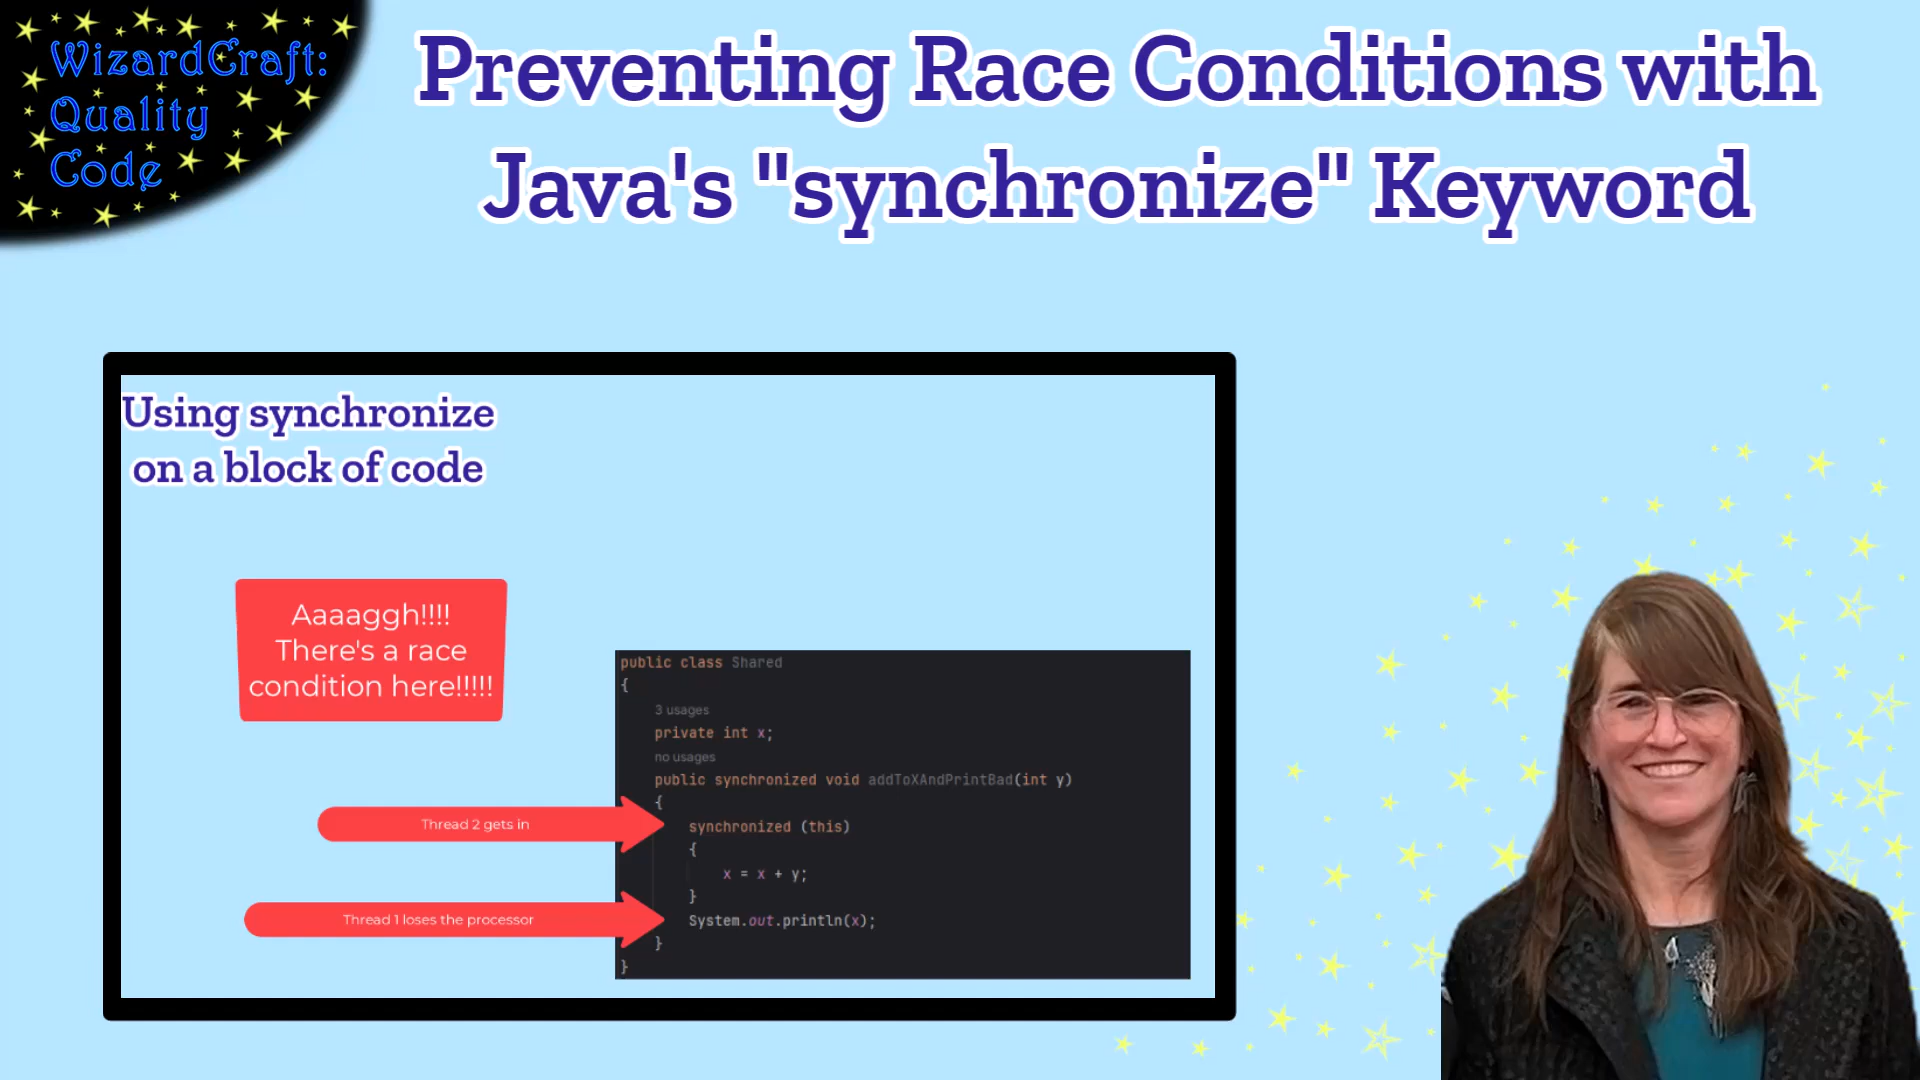 WizardCraft:
Quality
Code
Preventing Race Conditions with
Java's "synchronize" Keyword
Using synchronize
on a block of code
Aaaaggh!!!!
There's a race
condition here!!!!!
public class Shared
{
3 usages
private int x;
no usages
public synchronized void addToXAndPrintBad(int y)
{
Thread 2 gets in
synchronized (this)
{
x = x + y;
}
Thread 1 loses the processor
System.out.println(x);
}
}